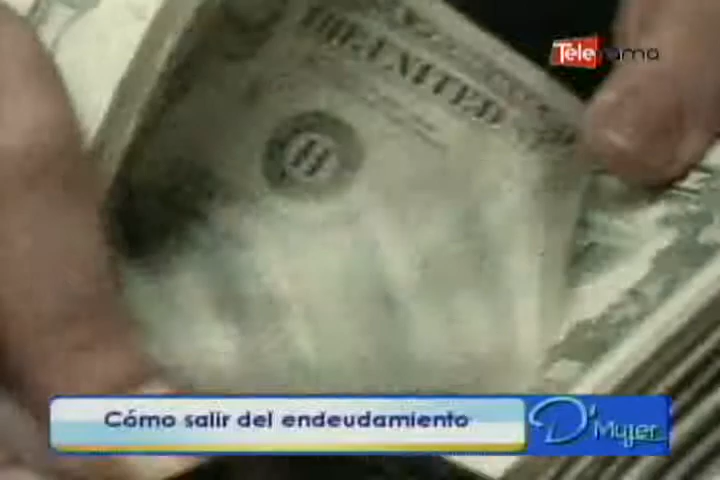 Telerama
THE UNITED
H
Cómo salir del endeudamiento
D'Mujer